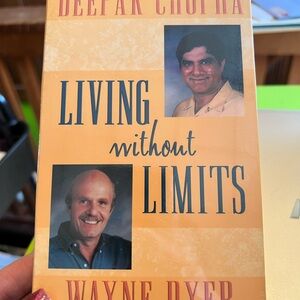 DEEPAK CHOPRA
LIVING
without
LIMITS
WAYNE DYER